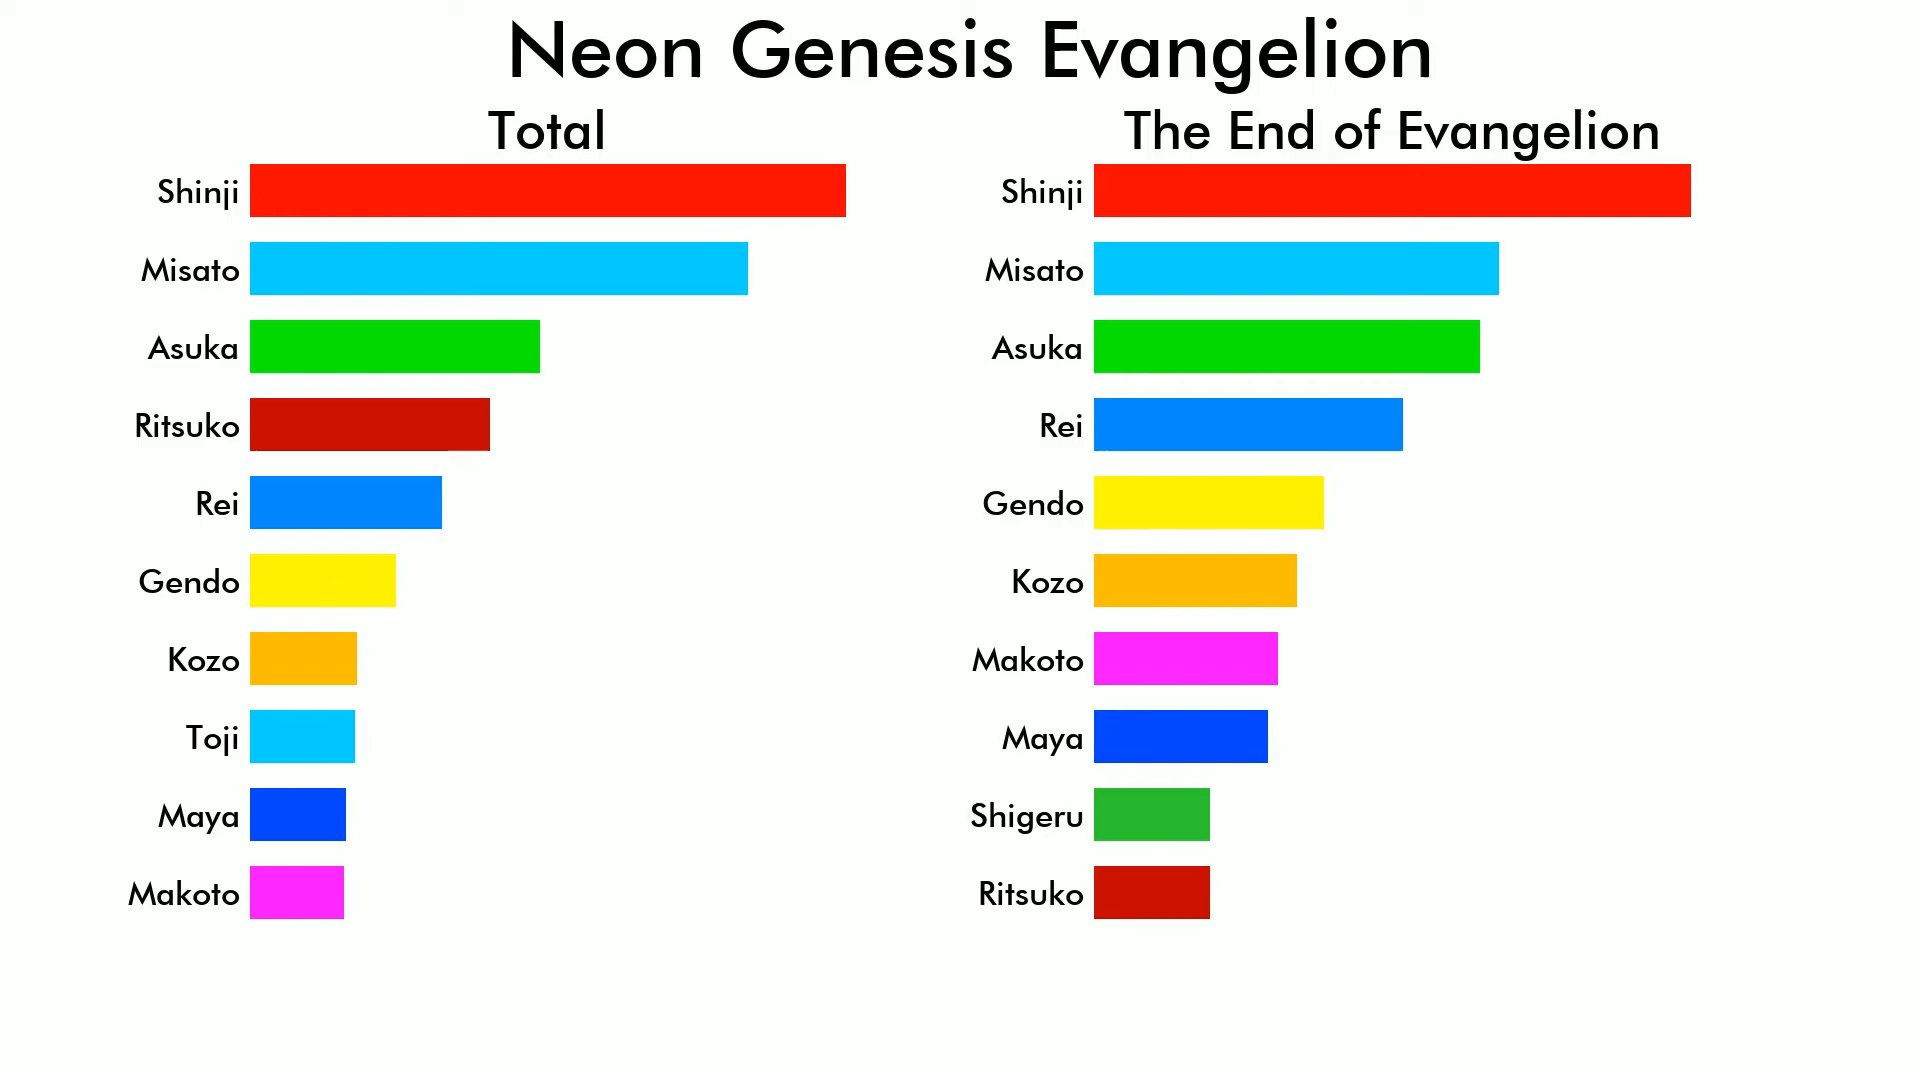 Neon Genesis Evangelion
Total
Shinji
Misato
Asuka
Ritsuko
Rei
Gendo
Kozo
Toji
Maya
Makoto
The End of Evangelion
Shinji
Misato
Asuka
Rei
Gendo
Kozo
Makoto
Maya
Shigeru
Ritsuko